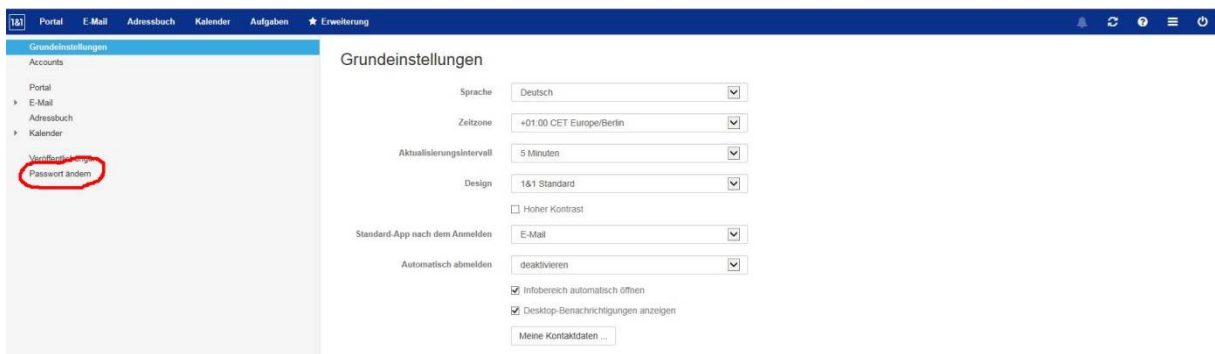 1&1 Portal E-Mail Adressbuch Kalender Aufgaben ★ Erweiterung
Grundeinstellungen
Accounts
Portal
E-Mail
Adressbuch
Kalender
Veröffentlichungen
Passwort ändern
Grundeinstellungen
Sprache Deutsch
Zeitzone +01:00 CET Europe/Berlin
Aktualisierungsintervall 5 Minuten
Design 1&1 Standard
Hoher Kontrast
Standard-App nach dem Anmelden E-Mail
Automatisch abmelden deaktivieren
Infobereich automatisch öffnen
Desktop-Benachrichtigungen anzeigen
Meine Kontaktdaten ...